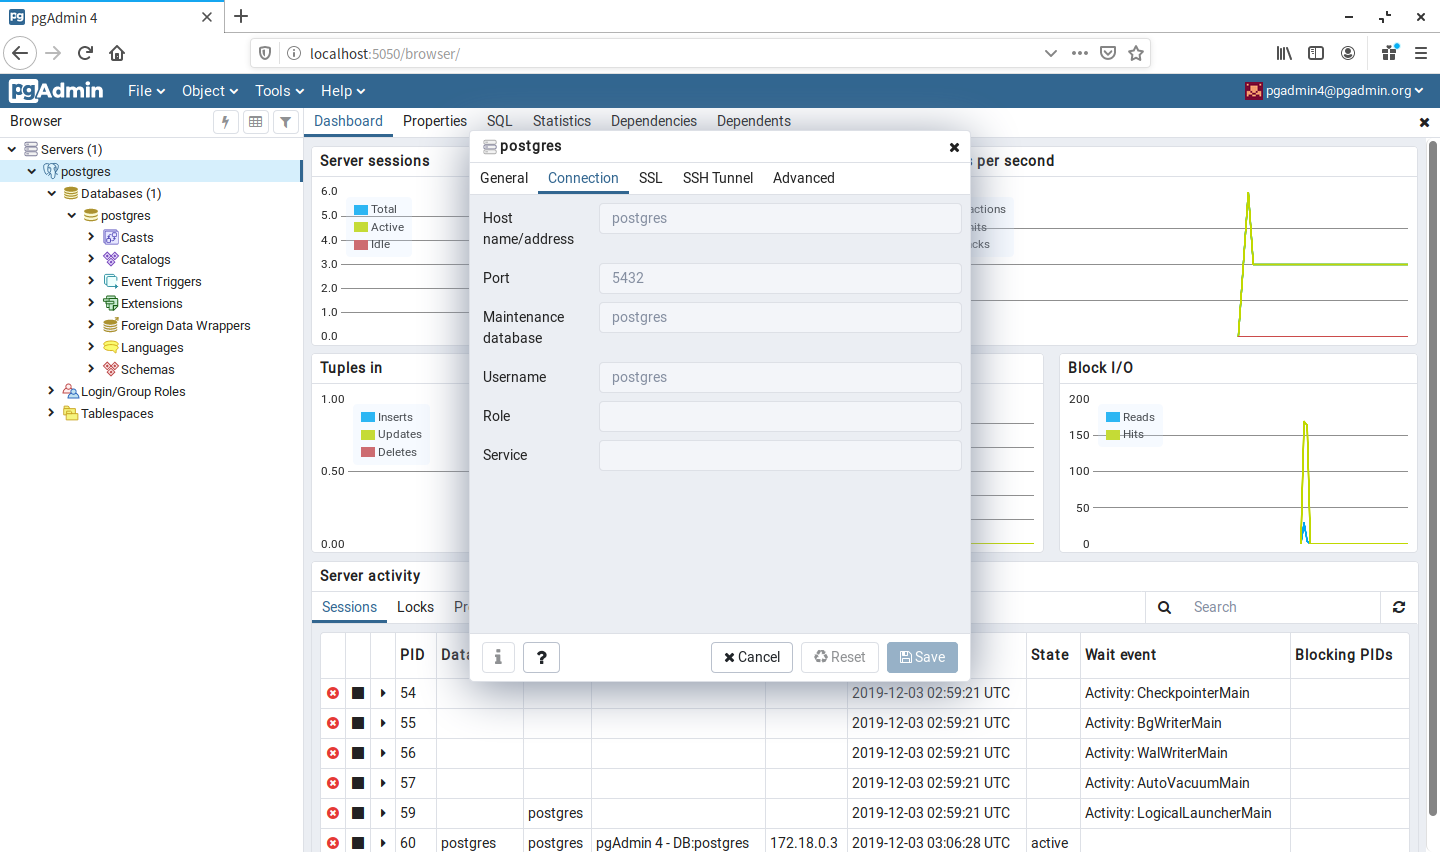 pgAdmin 4
localhost:5050/browser/
pgAdmin File Object Tools Help pgadmin4@pgadmin.org
Browser Dashboard Properties SQL Statistics Dependencies Dependents
Servers (1)
postgres
Databases (1)
postgres
Casts
Catalogs
Event Triggers
Extensions
Foreign Data Wrappers
Languages
Schemas
Login/Group Roles
Tablespaces
Server sessions
6.0
5.0
4.0
3.0
2.0
1.0
0.0
Total
Active
Idle
per second
Tuples in
1.00
0.50
0.00
Inserts
Updates
Deletes
Block I/O
200
150
100
50
0
Reads
Hits
postgres
General Connection SSL SSH Tunnel Advanced
Host name/address postgres
Port 5432
Maintenance database postgres
Username postgres
Role
Service
i ? Cancel Reset Save
Server activity
Sessions Locks Search
PID State Wait event Blocking PIDs
54 2019-12-03 02:59:21 UTC Activity: CheckpointerMain
55 2019-12-03 02:59:21 UTC Activity: BgWriterMain
56 2019-12-03 02:59:21 UTC Activity: WalWriterMain
57 2019-12-03 02:59:21 UTC Activity: AutoVacuumMain
59 postgres 2019-12-03 02:59:21 UTC Activity: LogicalLauncherMain
60 postgres postgres pgAdmin 4 - DB:postgres 172.18.0.3 2019-12-03 03:06:28 UTC active